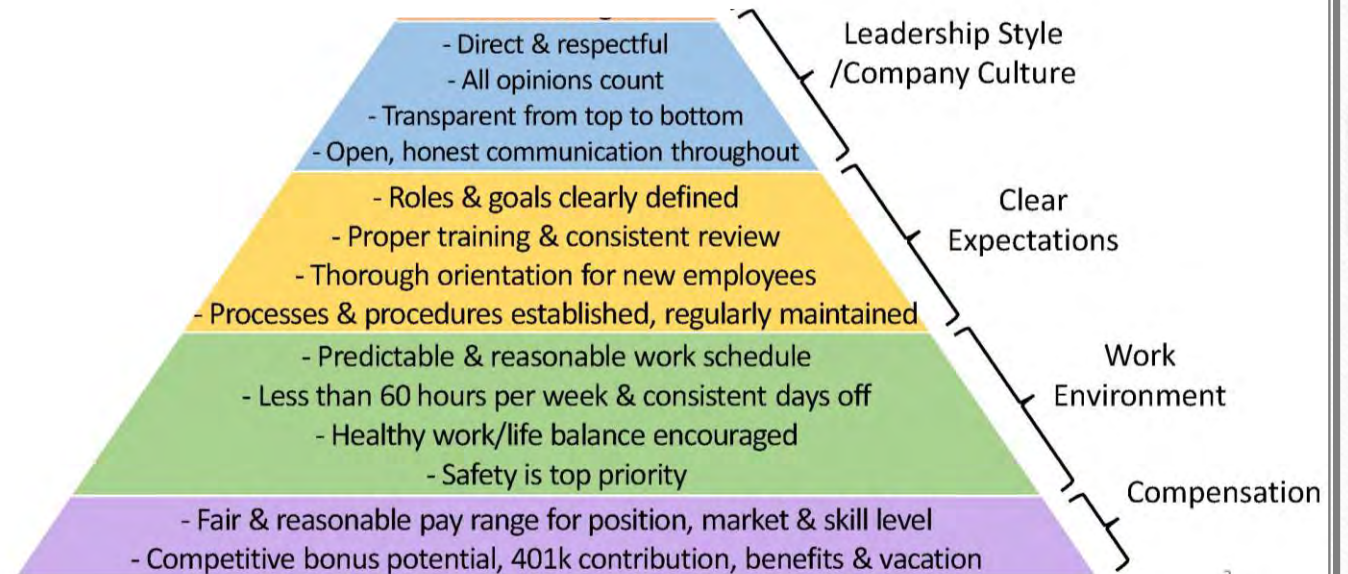 - Direct & respectful
- All opinions count
- Transparent from top to bottom
- Open, honest communication throughout
Leadership Style
/Company Culture
- Roles & goals clearly defined
- Proper training & consistent review
- Thorough orientation for new employees
- Processes & procedures established, regularly maintained
Clear
Expectations
- Predictable & reasonable work schedule
- Less than 60 hours per week & consistent days off
- Healthy work/life balance encouraged
- Safety is top priority
Work
Environment
- Fair & reasonable pay range for position, market & skill level
- Competitive bonus potential, 401k contribution, benefits & vacation
Compensation